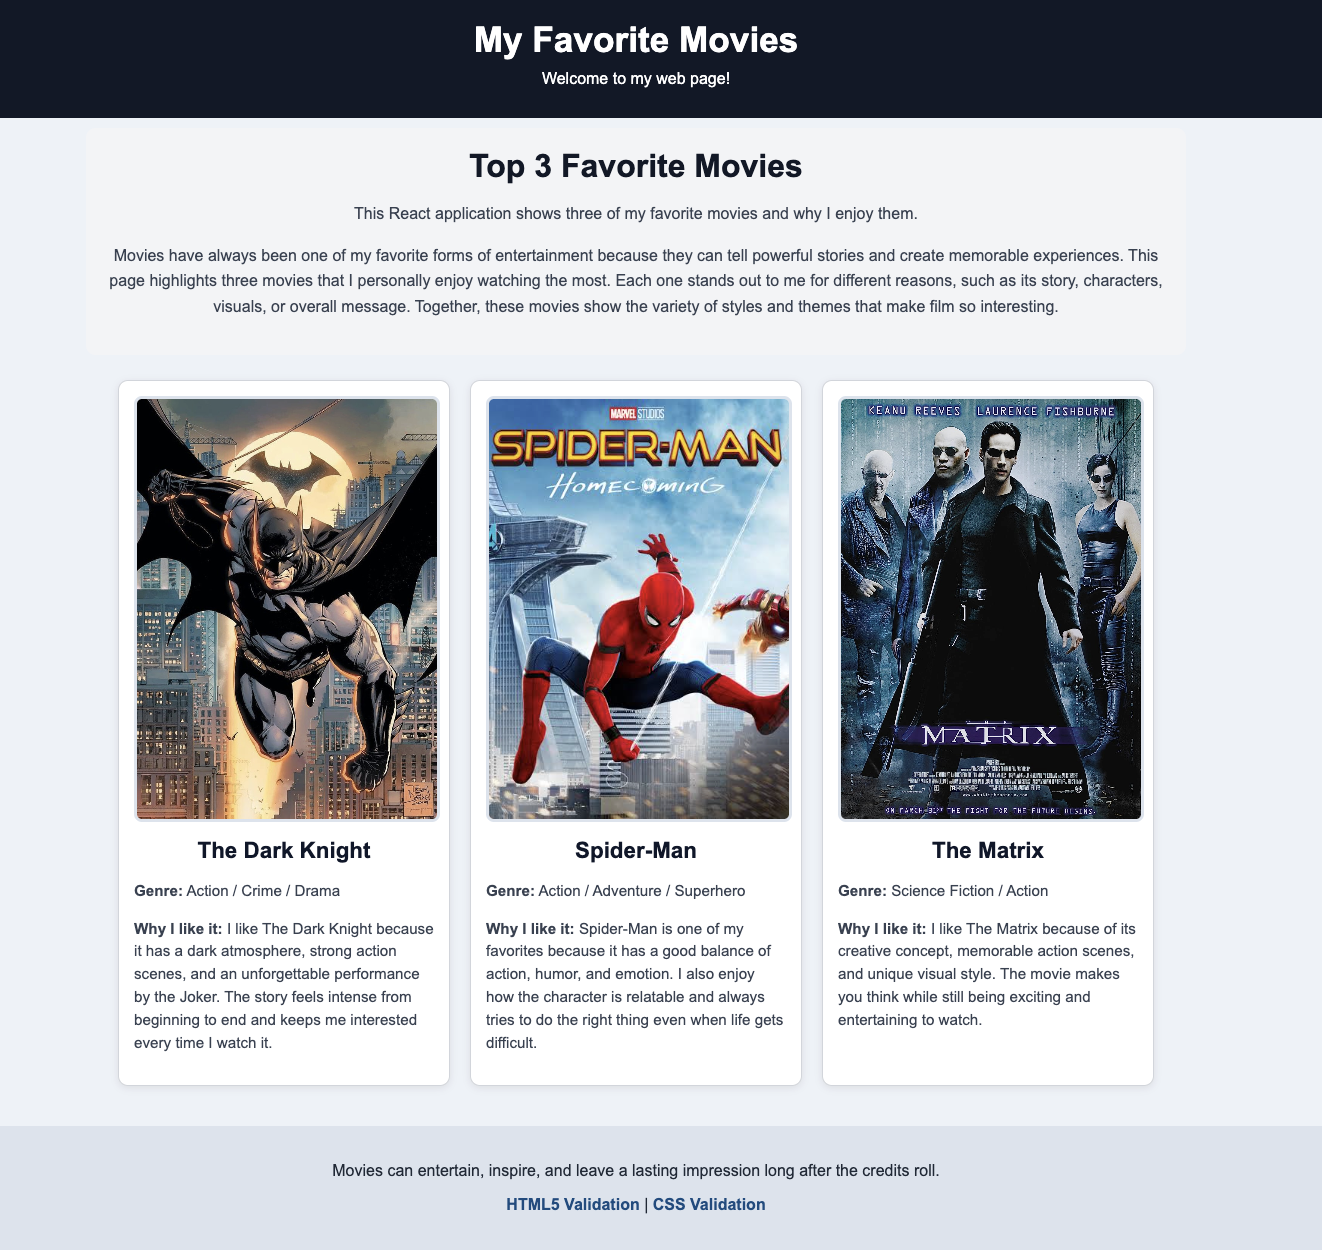 My Favorite Movies
Welcome to my web page!
Top 3 Favorite Movies
This React application shows three of my favorite movies and why I enjoy them.
Movies have always been one of my favorite forms of entertainment because they can tell powerful stories and create memorable experiences. This
page highlights three movies that I personally enjoy watching the most. Each one stands out to me for different reasons, such as its story, characters,
visuals, or overall message. Together, these movies show the variety of styles and themes that make film so interesting.
The Dark Knight
Genre: Action / Crime / Drama
Why I like it: I like The Dark Knight because
it has a dark atmosphere, strong action
scenes, and an unforgettable performance
by the Joker. The story feels intense from
beginning to end and keeps me interested
every time I watch it.
MARVEL STUDIOS
SPIDER-MAN
HOMECOMING
Spider-Man
Genre: Action / Adventure / Superhero
Why I like it: Spider-Man is one of my
favorites because it has a good balance of
action, humor, and emotion. I also enjoy
how the character is relatable and always
tries to do the right thing even when life gets
difficult.
KEANU REEVES LAURENCE FISHBURNE
THE
MATRIX
ON MARCH 31ST THE FIGHT FOR THE FUTURE BEGINS.
The Matrix
Genre: Science Fiction / Action
Why I like it: I like The Matrix because of its
creative concept, memorable action scenes,
and unique visual style. The movie makes
you think while still being exciting and
entertaining to watch.
Movies can entertain, inspire, and leave a lasting impression long after the credits roll.
HTML5 Validation | CSS Validation